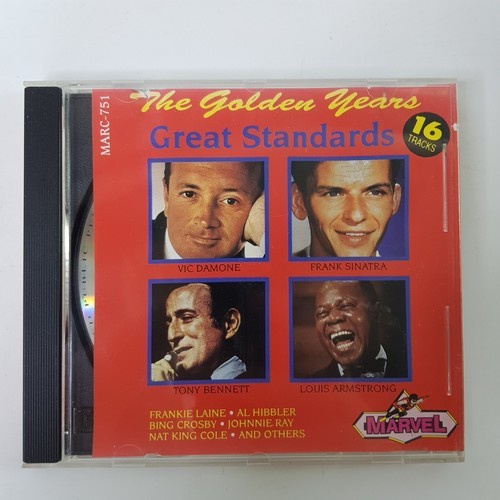 MARC-751
The Golden Years
Great Standards
16
TRACKS
VIC DAMONE
FRANK SINATRA
TONY BENNETT
LOUIS ARMSTRONG
FRANKIE LAINE • AL HIBBLER
BING CROSBY • JOHNNIE RAY
NAT KING COLE • AND OTHERS
MARVEL